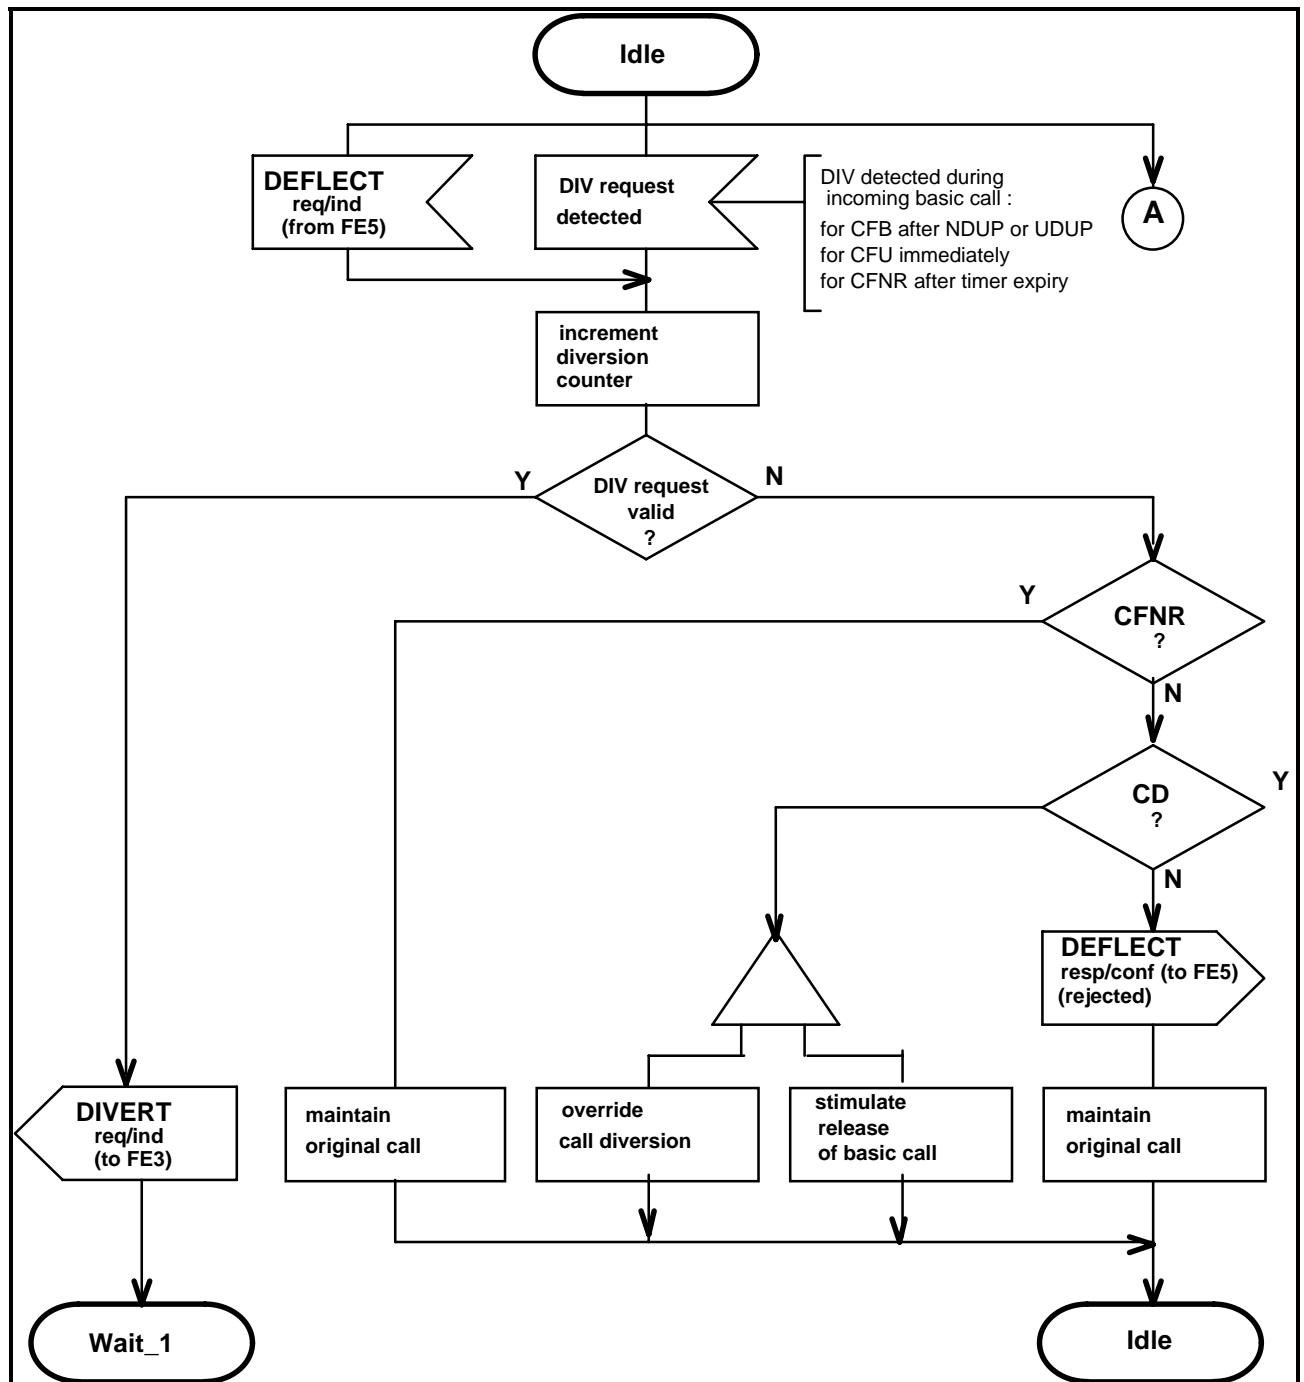 Idle
DEFLECT
req/ind
(from FE5)
DIV request
detected
DIV detected during
incoming basic call :
for CFB after NDUP or UDUP
for CFU immediately
for CFNR after timer expiry
A
increment
diversion
counter
Y
DIV request
valid
?
N
Y
CFNR
?
N
CD
?
Y
N
DEFLECT
resp/conf (to FE5)
(rejected)
DIVERT
req/ind
(to FE3)
maintain
original call
override
call diversion
stimulate
release
of basic call
maintain
original call
Wait_1
Idle